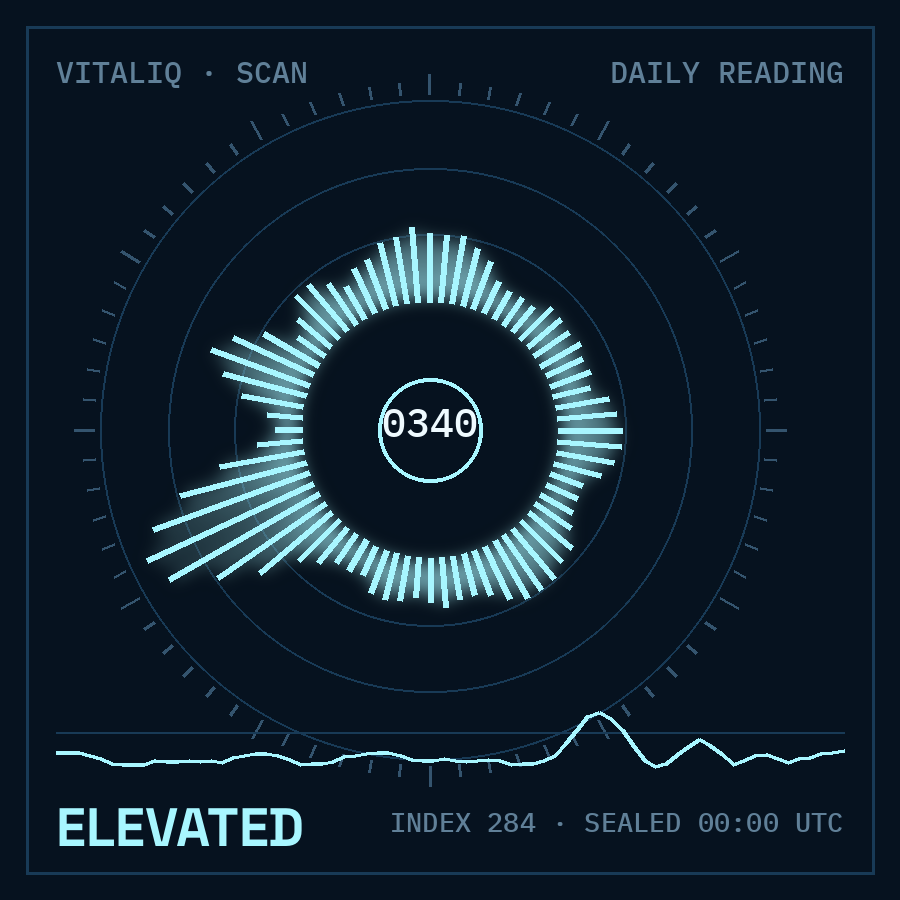 VITALIQ · SCAN
DAILY READING
0340
ELEVATED
INDEX 284 · SEALED 00:00 UTC